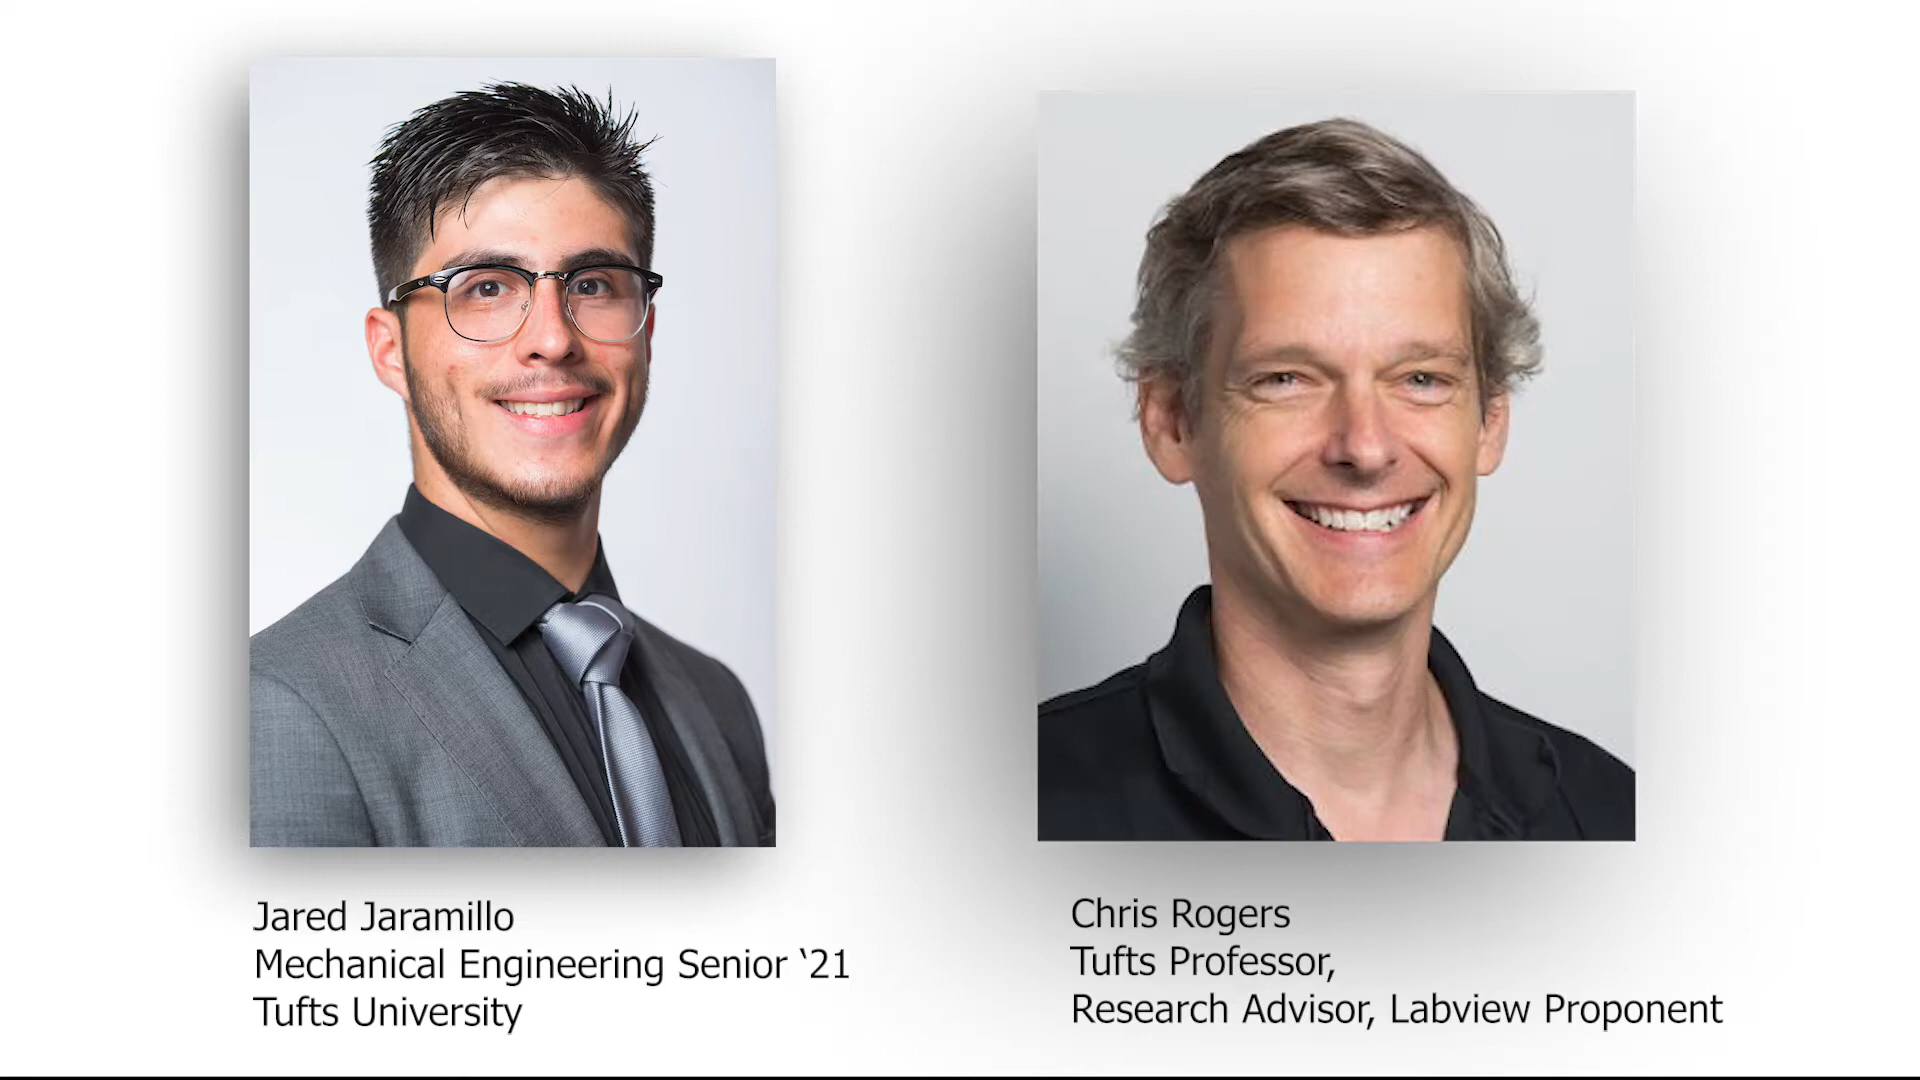 Jared Jaramillo
Mechanical Engineering Senior ‘21
Tufts University
Chris Rogers
Tufts Professor,
Research Advisor, Labview Proponent